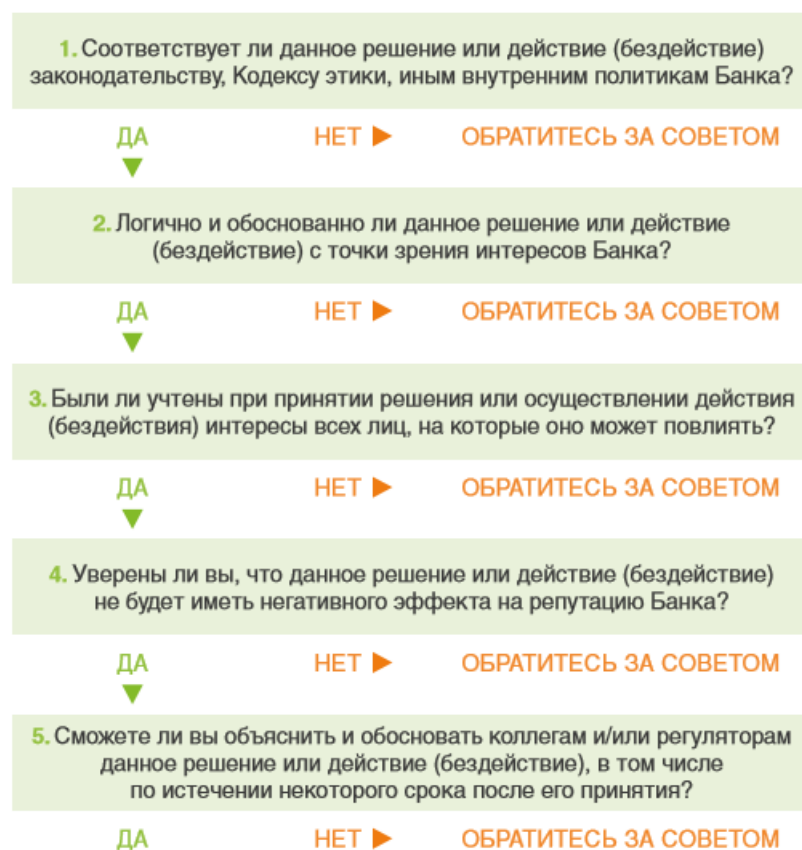 1. Соответствует ли данное решение или действие (бездействие)
законодательству, Кодексу этики, иным внутренним политикам Банка?
ДА НЕТ ▶ ОБРАТИТЕСЬ ЗА СОВЕТОМ
2. Логично и обоснованно ли данное решение или действие
(бездействие) с точки зрения интересов Банка?
ДА НЕТ ▶ ОБРАТИТЕСЬ ЗА СОВЕТОМ
3. Были ли учтены при принятии решения или осуществлении действия
(бездействия) интересы всех лиц, на которые оно может повлиять?
ДА НЕТ ▶ ОБРАТИТЕСЬ ЗА СОВЕТОМ
4. Уверены ли вы, что данное решение или действие (бездействие)
не будет иметь негативного эффекта на репутацию Банка?
ДА НЕТ ▶ ОБРАТИТЕСЬ ЗА СОВЕТОМ
5. Сможете ли вы объяснить и обосновать коллегам и/или регуляторам
данное решение или действие (бездействие), в том числе
по истечении некоторого срока после его принятия?
ДА НЕТ ▶ ОБРАТИТЕСЬ ЗА СОВЕТОМ